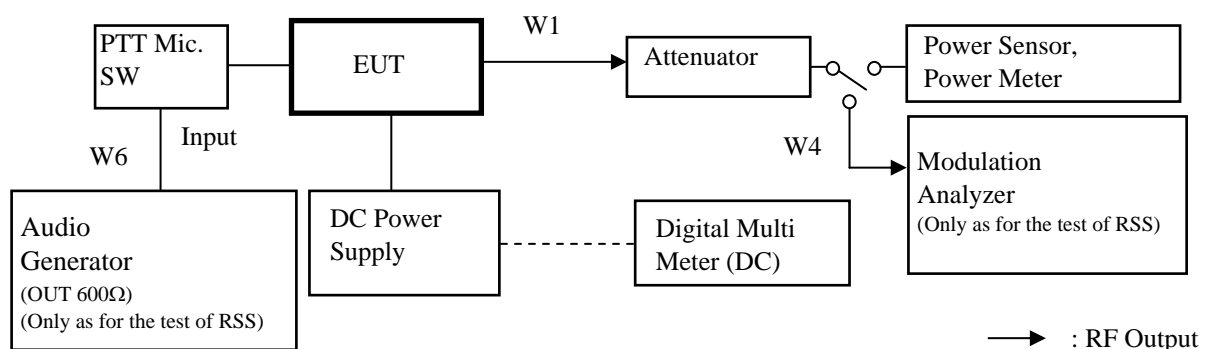 PTT Mic.
SW
EUT
W1
Attenuator
Power Sensor,
Power Meter
Input
W6
W4
Modulation
Analyzer
(Only as for the test of RSS)
Audio
Generator
(OUT 600Ω)
(Only as for the test of RSS)
DC Power
Supply
Digital Multi
Meter (DC)
: RF Output